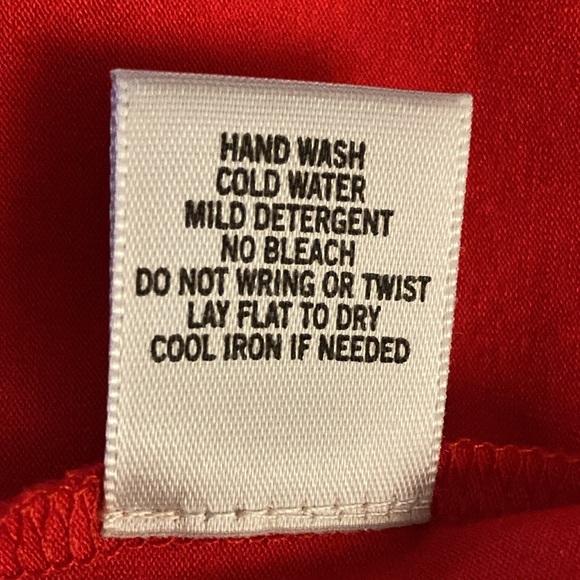 HAND WASH
COLD WATER
MILD DETERGENT
NO BLEACH
DO NOT WRING OR TWIST
LAY FLAT TO DRY
COOL IRON IF NEEDED